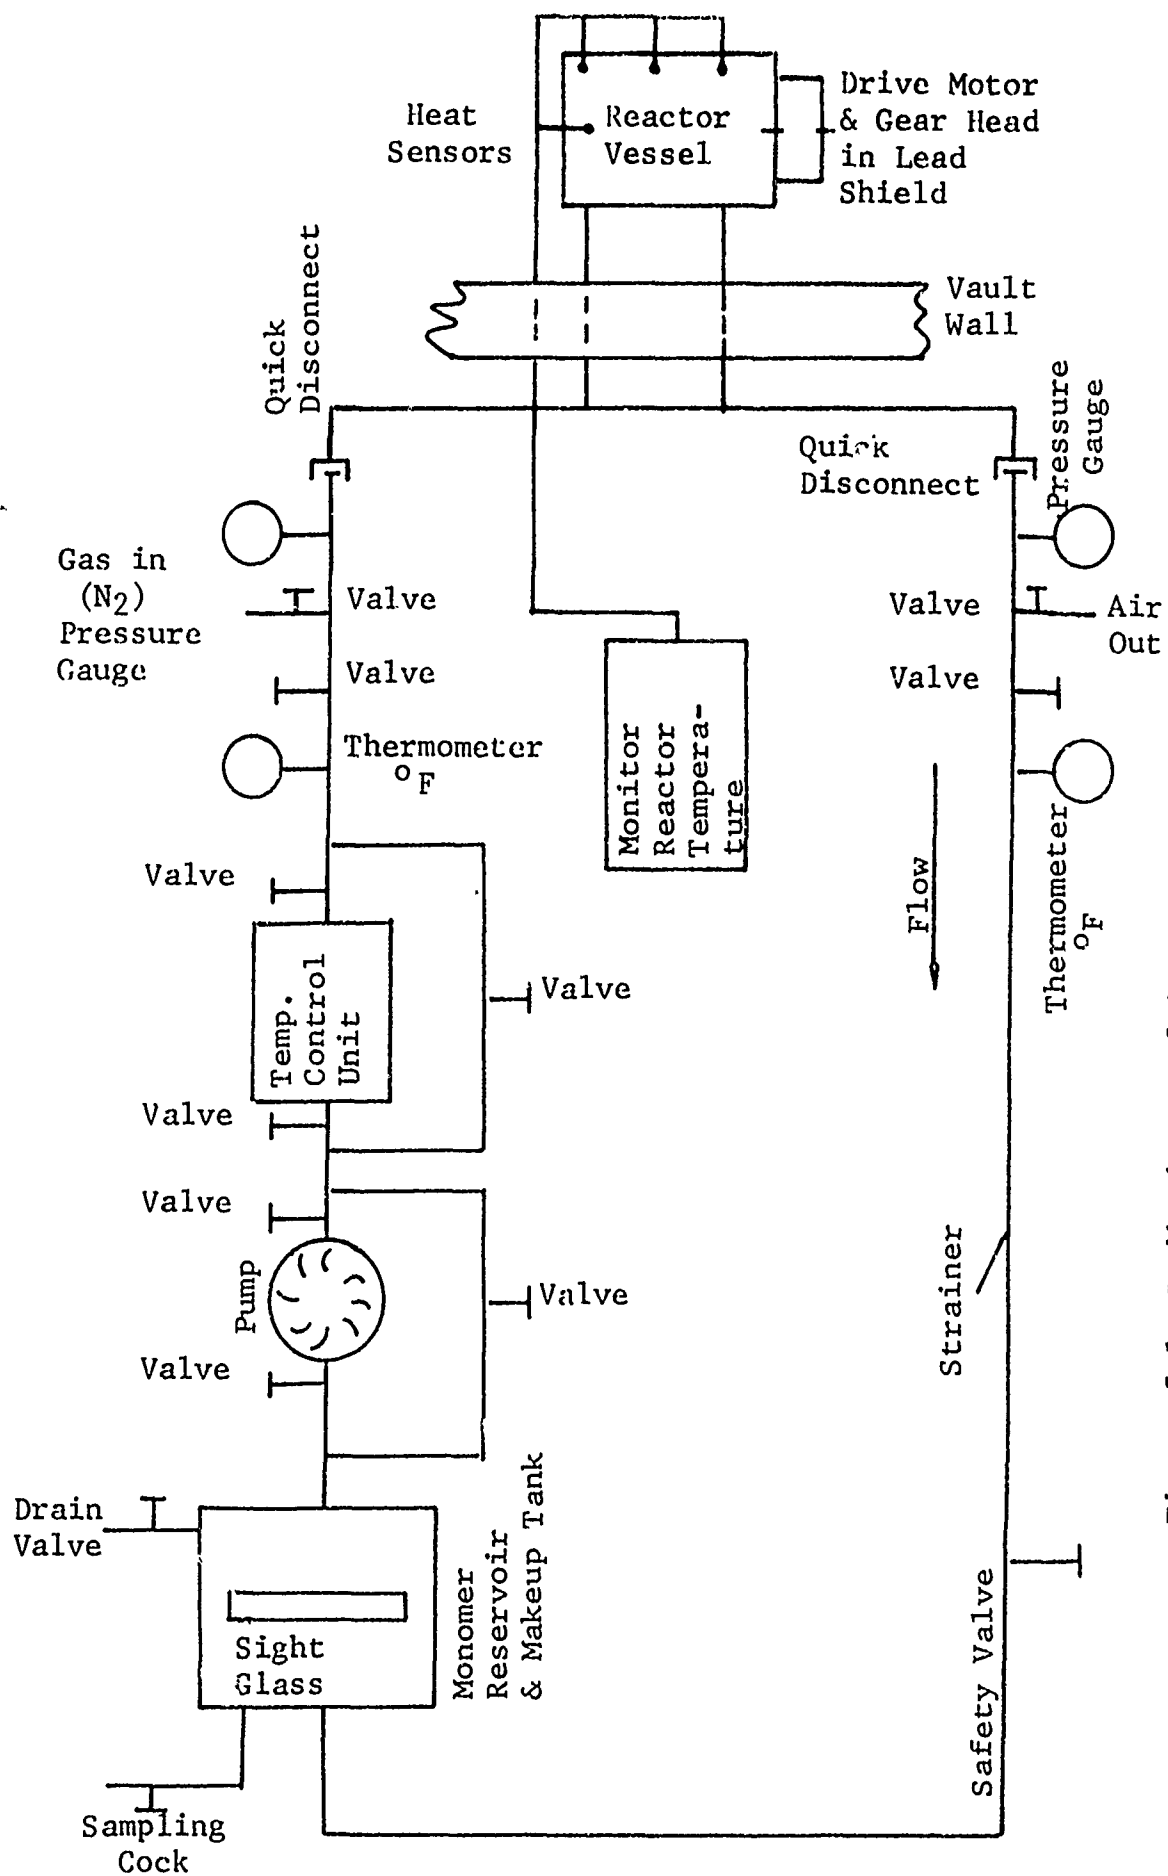 Heat
Sensors
Reactor
Vessel
Drive Motor
& Gear Head
in Lead
Shield
Quick
Disconnect
Vault
Wall
Quick
Disconnect
Pressure
Gauge
Gas in
(N2)
Pressure
Gauge
Valve
Valve
Air
Out
Valve
Valve
Thermometer
°F
Monitor
Reactor
Tempera-
ture
Thermometer
°F
Flow
Valve
Temp.
Control
Unit
Valve
Valve
Valve
Pump
Valve
Valve
Strainer
Drain
Valve
Sight
Glass
Monomer
Reservoir
& Makeup Tank
Safety Valve
Sampling
Cock